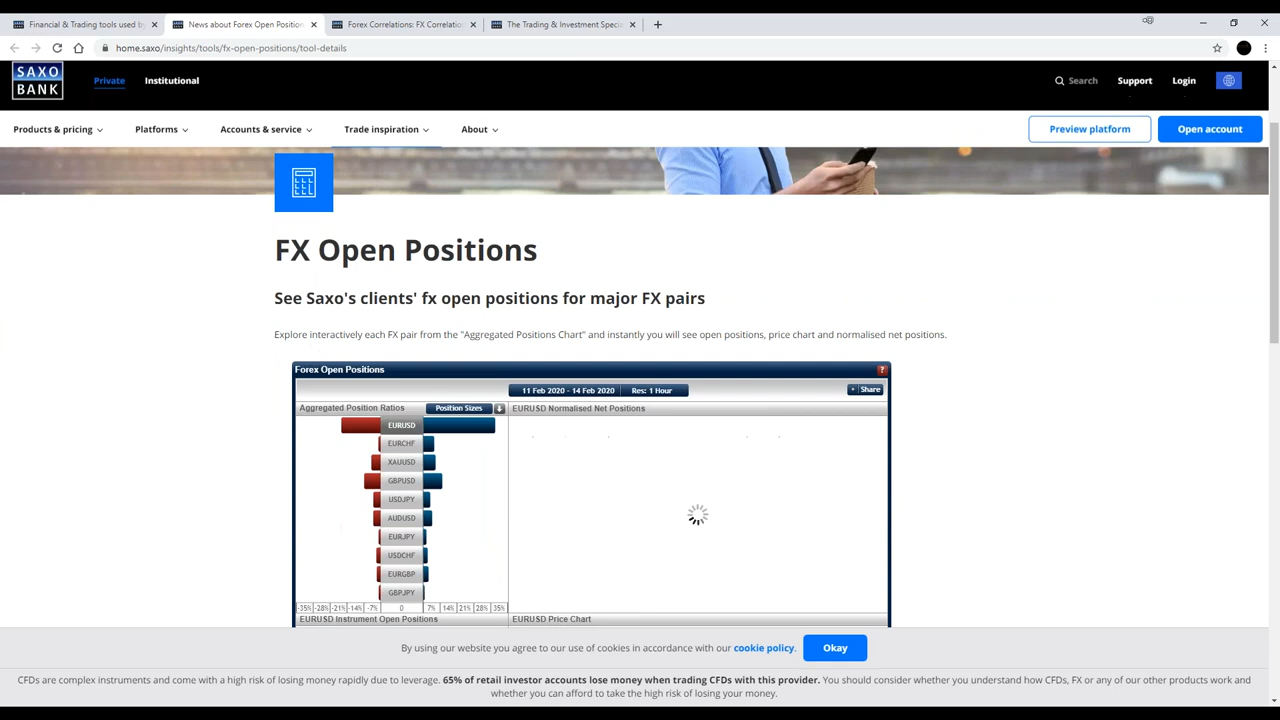 Financial & Trading tools used by
News about Forex Open Position
Forex Correlations: FX Correlatio
The Trading & Investment Speci
home.saxo/insights/tools/fx-open-positions/tool-details
SAXO
BANK
Private
Institutional
Search
Support
Login
Products & pricing
Platforms
Accounts & service
Trade inspiration
About
Preview platform
Open account
FX Open Positions
See Saxo's clients' fx open positions for major FX pairs
Explore interactively each FX pair from the "Aggregated Positions Chart" and instantly you will see open positions, price chart and normalised net positions.
Forex Open Positions
?
11 Feb 2020 - 14 Feb 2020
Res: 1 Hour
+ Share
Aggregated Position Ratios
Position Sizes
EURUSD Normalised Net Positions
EURUSD
EURCHF
XAUUSD
GBPUSD
USDJPY
AUDUSD
EURJPY
USDCHF
EURGBP
GBPJPY
-35% -28% -21% -14% -7% 0 7% 14% 21% 28% 35%
EURUSD Instrument Open Positions
EURUSD Price Chart
By using our website you agree to our use of cookies in accordance with our cookie policy.
Okay
CFDs are complex instruments and come with a high risk of losing money rapidly due to leverage. 65% of retail investor accounts lose money when trading CFDs with this provider. You should consider whether you understand how CFDs, FX or any of our other products work and
whether you can afford to take the high risk of losing your money.